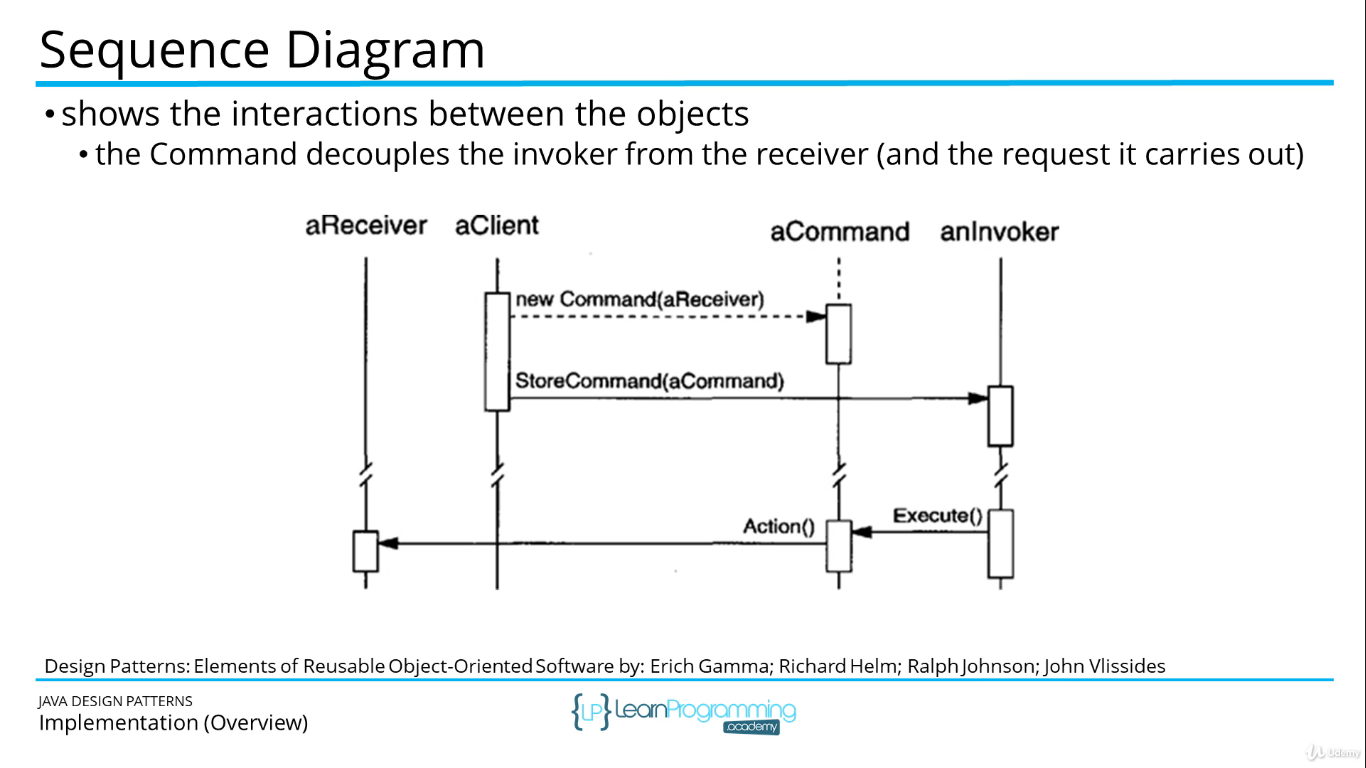 Sequence Diagram
• shows the interactions between the objects
• the Command decouples the invoker from the receiver (and the request it carries out)
aReceiver aClient aCommand anInvoker
new Command(aReceiver)
StoreCommand(aCommand)
Action() Execute()
Design Patterns: Elements of Reusable Object-Oriented Software by: Erich Gamma; Richard Helm; Ralph Johnson; John Vlissides
JAVA DESIGN PATTERNS
Implementation (Overview)
{LP} LearnProgramming
.academy
Udemy